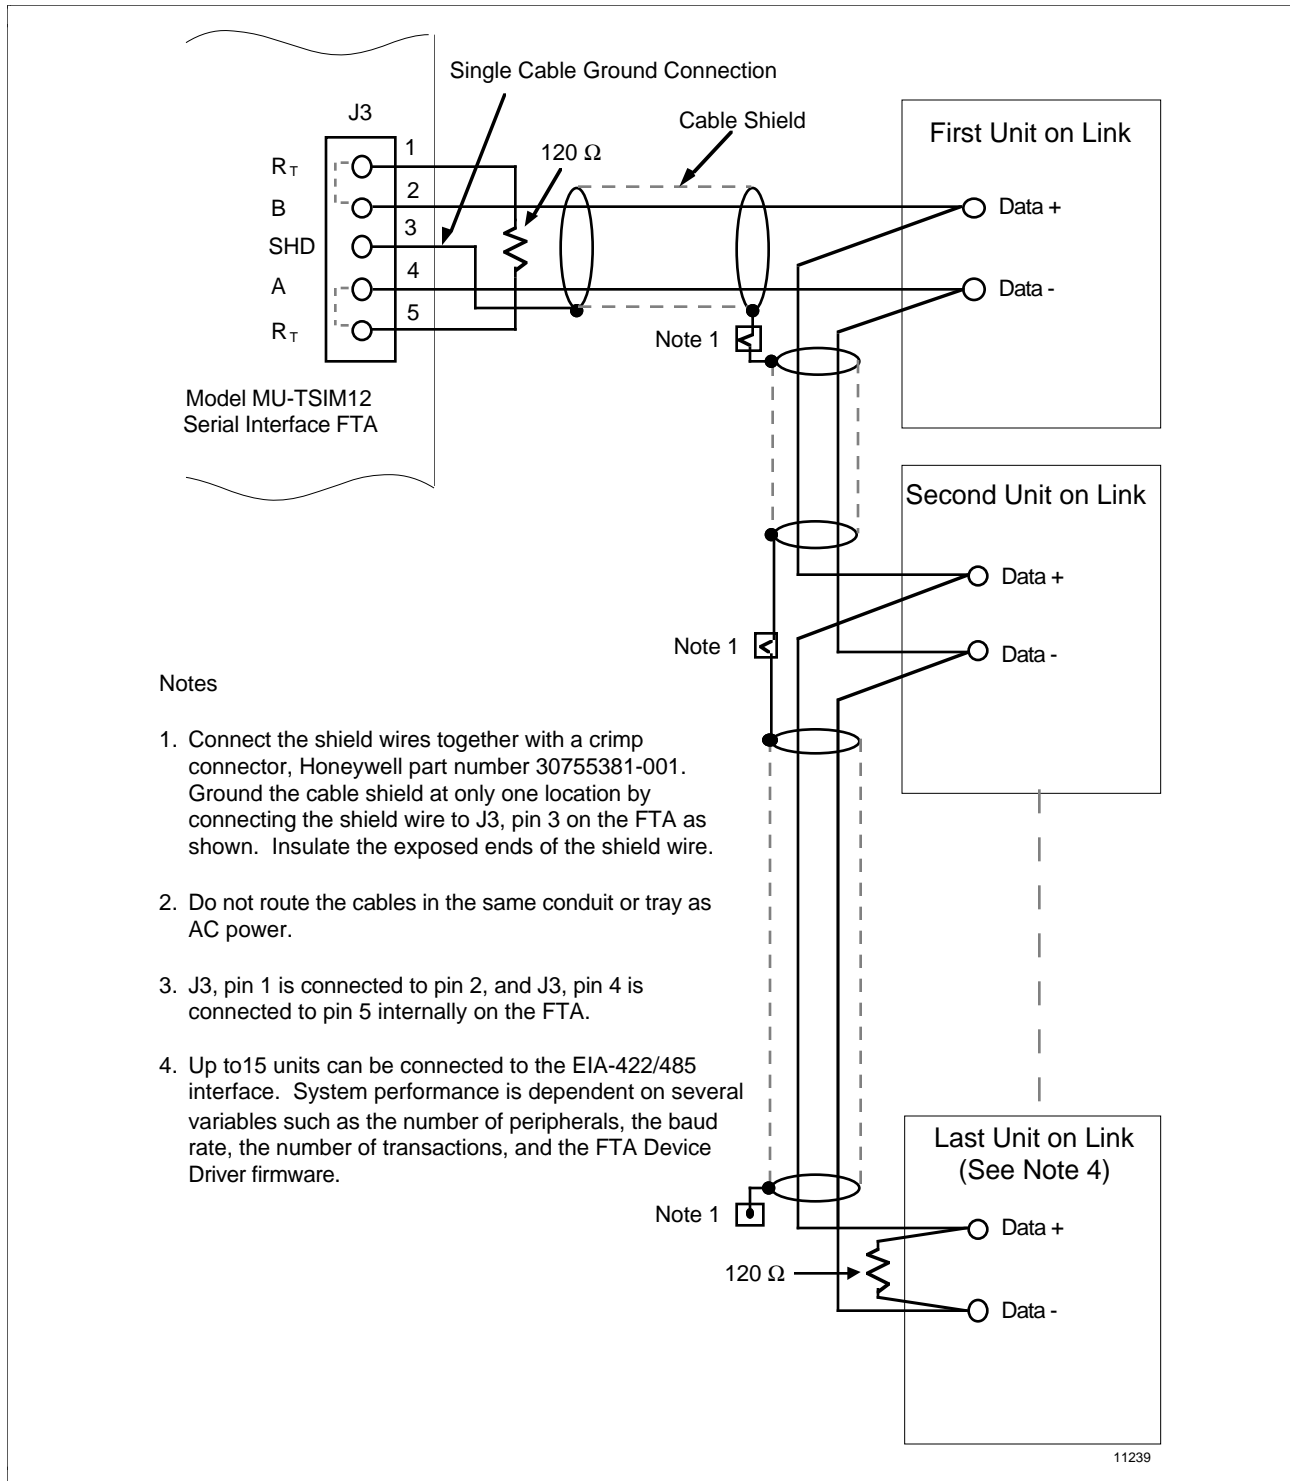 Single Cable Ground Connection
J3
Cable Shield
First Unit on Link
1
120 Ω
R T
2
B
Data +
3
SHD
4
A
Data -
5
R T
Note 1
Model MU-TSIM12
Serial Interface FTA
Second Unit on Link
Data +
Note 1
Data -
Notes
1. Connect the shield wires together with a crimp
connector, Honeywell part number 30755381-001.
Ground the cable shield at only one location by
connecting the shield wire to J3, pin 3 on the FTA as
shown. Insulate the exposed ends of the shield wire.
2. Do not route the cables in the same conduit or tray as
AC power.
3. J3, pin 1 is connected to pin 2, and J3, pin 4 is
connected to pin 5 internally on the FTA.
4. Up to15 units can be connected to the EIA-422/485
interface. System performance is dependent on several
variables such as the number of peripherals, the baud
rate, the number of transactions, and the FTA Device
Driver firmware.
Last Unit on Link
(See Note 4)
Note 1
Data +
120 Ω
Data -
11239